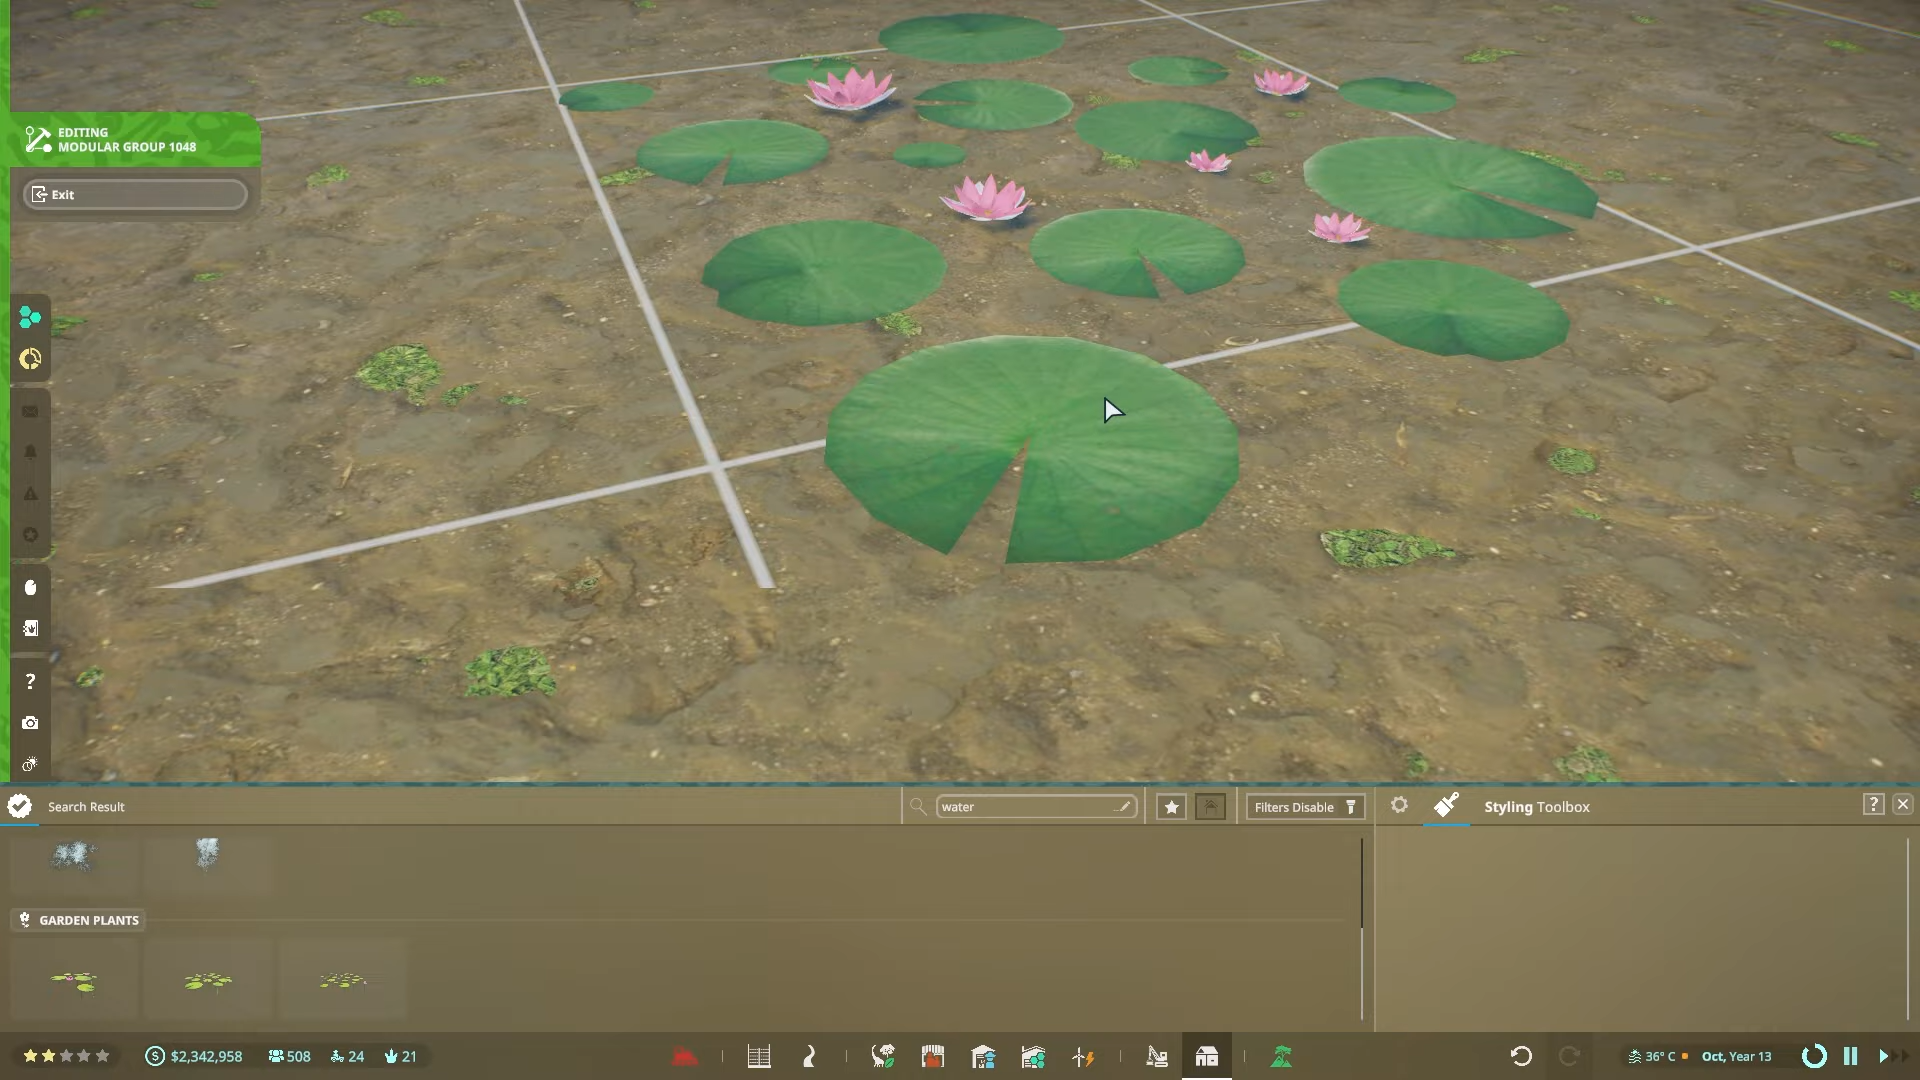 EDITING
MODULAR GROUP 1048
Exit
?
Search Result
water
Filters Disable
Styling Toolbox
?
GARDEN PLANTS
$2,342,958
508
24
21
36° C
Oct, Year 13